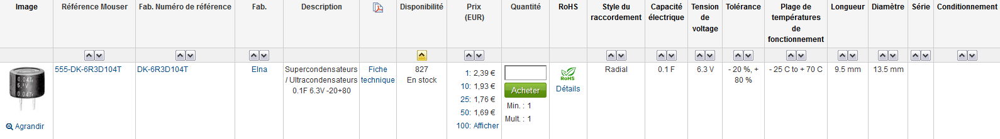 Image
Référence Mouser
Fab. Numéro de référence
Fab.
Description
Disponibilité
Prix
(EUR)
Quantité
RoHS
Style du
raccordement
Capacité
électrique
Tension
de
voltage
Tolérance
Plage de
températures
de
fonctionnement
Longueur
Diamètre
Série
Conditionnement
0.047F
6.3V
0.047F
Agrandir
555-DK-6R3D104T
DK-6R3D104T
Elna
Supercondensateurs
/ Ultracondensateurs
0.1F 6.3V -20+80
Fiche
technique
827
En stock
1: 2,39 €
10: 1,93 €
25: 1,76 €
50: 1,69 €
100: Afficher
Acheter
Min. : 1
Mult. : 1
RoHS
Détails
Radial
0.1 F
6.3 V
- 20 %, +
80 %
- 25 C to + 70 C
9.5 mm
13.5 mm